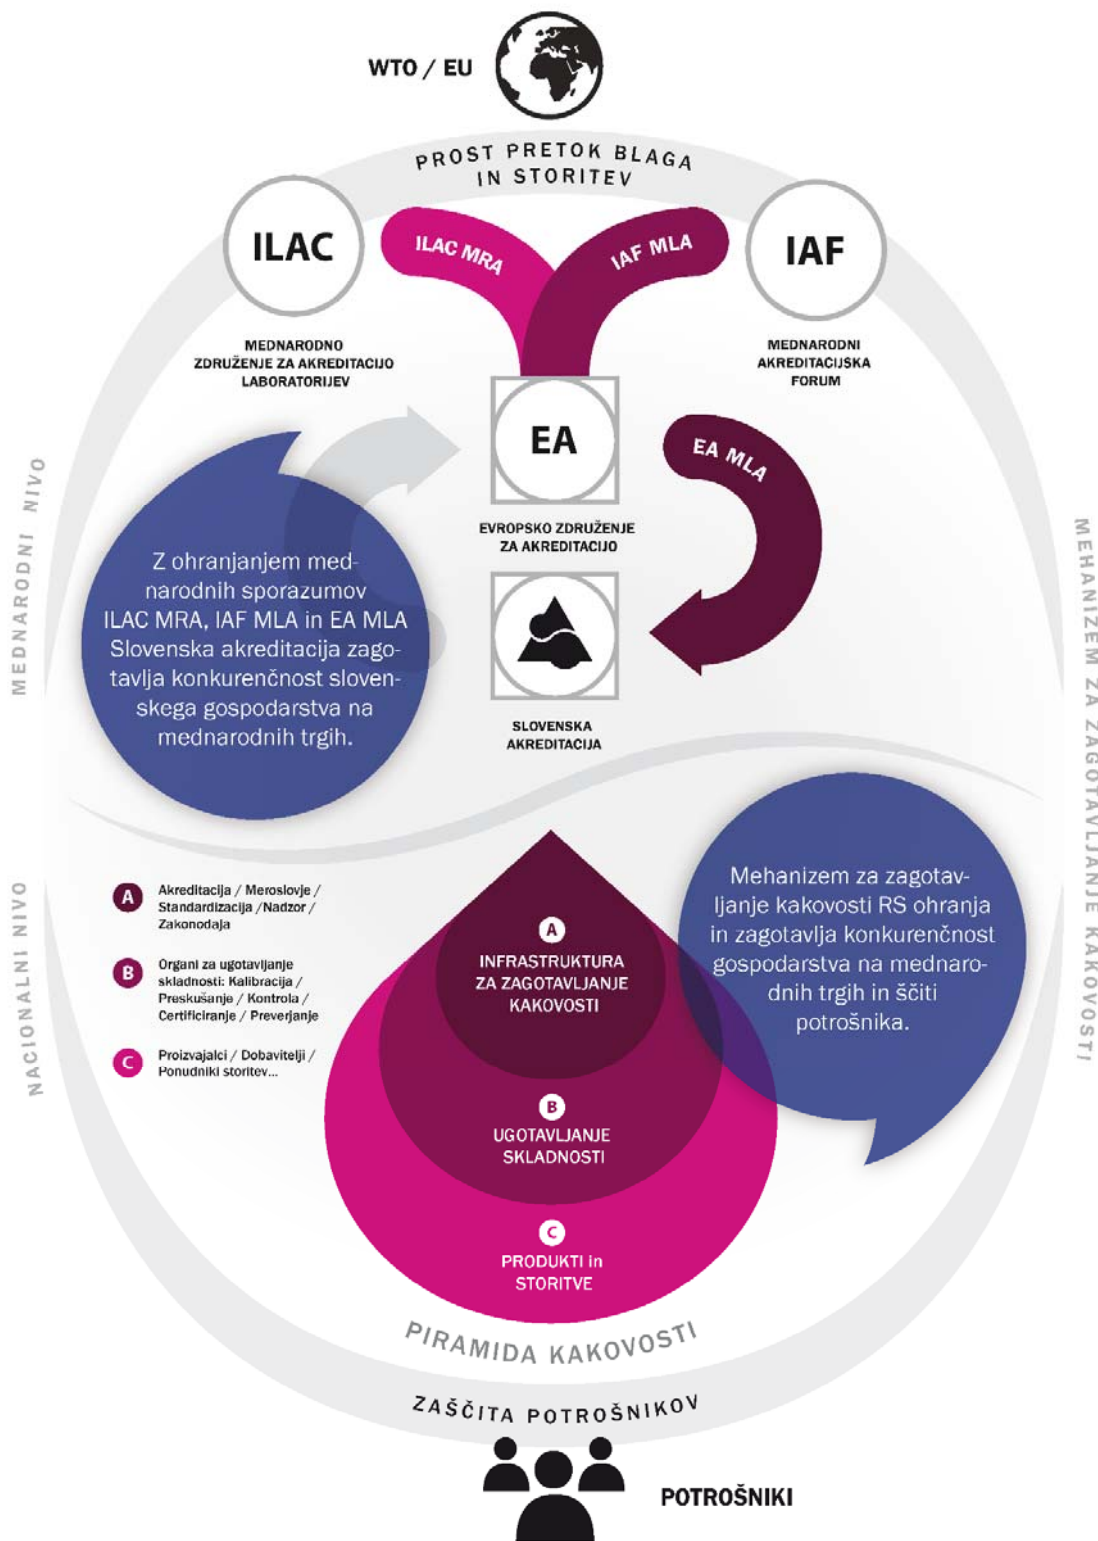 WTO / EU
PROST PRETOK BLAGA
IN STORITEV
ILAC
ILAC MRA
IAF MLA
IAF
MEDNARODNO
ZDRUŽENJE ZA AKREDITACIJO
LABORATORIJEV
MEDNARODNI
AKREDITACIJSKA
FORUM
EA
EA MLA
EVROPSKO ZDRUŽENJE
ZA AKREDITACIJO
MEDNARODNI NIVO
Z ohranjanjem med-
narodnih sporazumov
ILAC MRA, IAF MLA in EA MLA
Slovenska akreditacija zago-
tavlja konkurenčnost sloven-
skega gospodarstva na
mednarodnih trgih.
SLOVENSKA
AKREDITACIJA
MEHANIZEM ZA ZAGOTAVLJANJE KAKOVOSTI
NACIONALNI NIVO
A
Akreditacija / Meroslovje /
Standardizacija /Nadzor /
Zakonodaja
B
Organi za ugotavljanje
skladnosti: Kalibracija /
Preskušanje / Kontrola /
Certificiranje / Preverjanje
C
Proizvajalci / Dobavitelji /
Ponudniki storitev...
A
INFRASTRUKTURA
ZA ZAGOTAVLJANJE
KAKOVOSTI
Mehanizem za zagotav-
ljanje kakovosti RS ohranja
in zagotavlja konkurenčnost
gospodarstva na mednaro-
dnih trgih in ščiti
potrošnika.
B
UGOTAVLJANJE
SKLADNOSTI
C
PRODUKTI in
STORITVE
PIRAMIDA KAKOVOSTI
ZAŠČITA POTROŠNIKOV
POTROŠNIKI